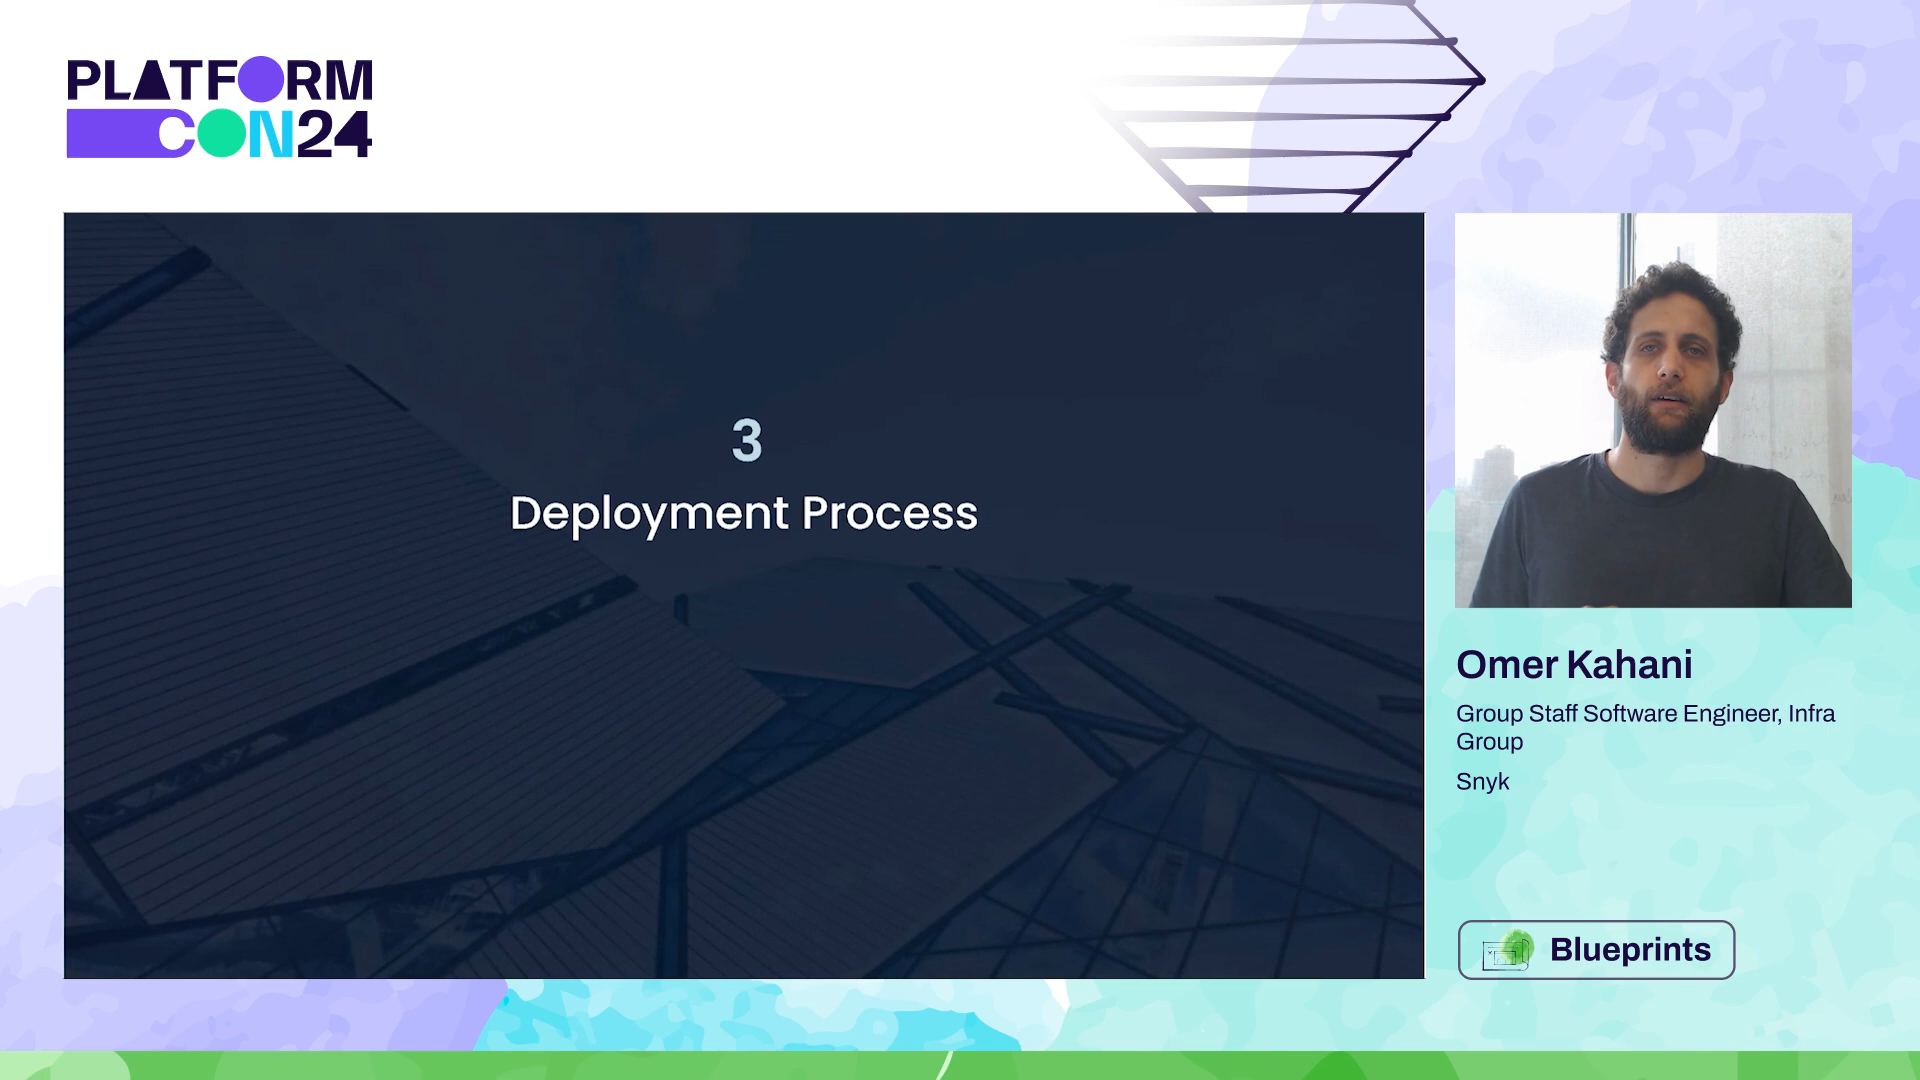 PLATFORM
CON24
3
Deployment Process
Omer Kahani
Group Staff Software Engineer, Infra
Group
Snyk
Blueprints